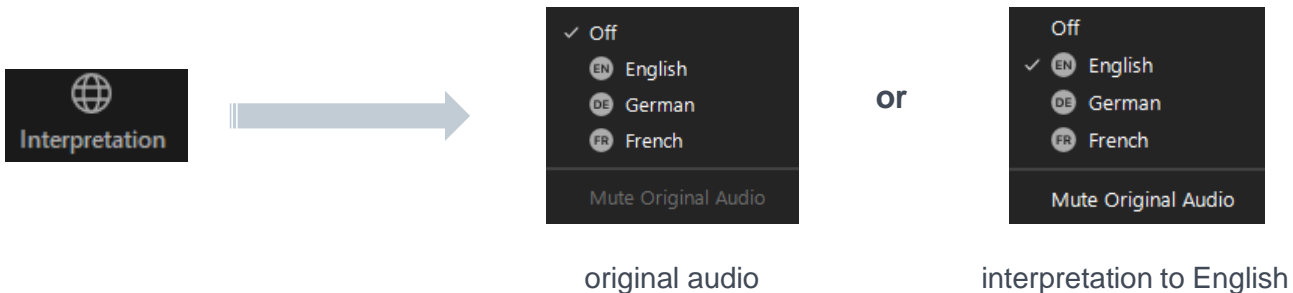 Interpretation
✓ Off
EN English
DE German
FR French
Mute Original Audio
original audio
or
Off
✓ EN English
DE German
FR French
Mute Original Audio
interpretation to English